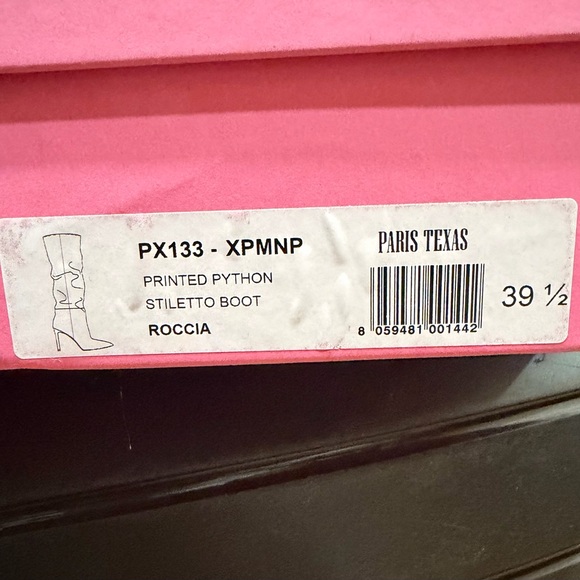 PX133 - XPMNP
PRINTED PYTHON
STILETTO BOOT
ROCCIA
PARIS TEXAS
8 059481 001442
39 ½